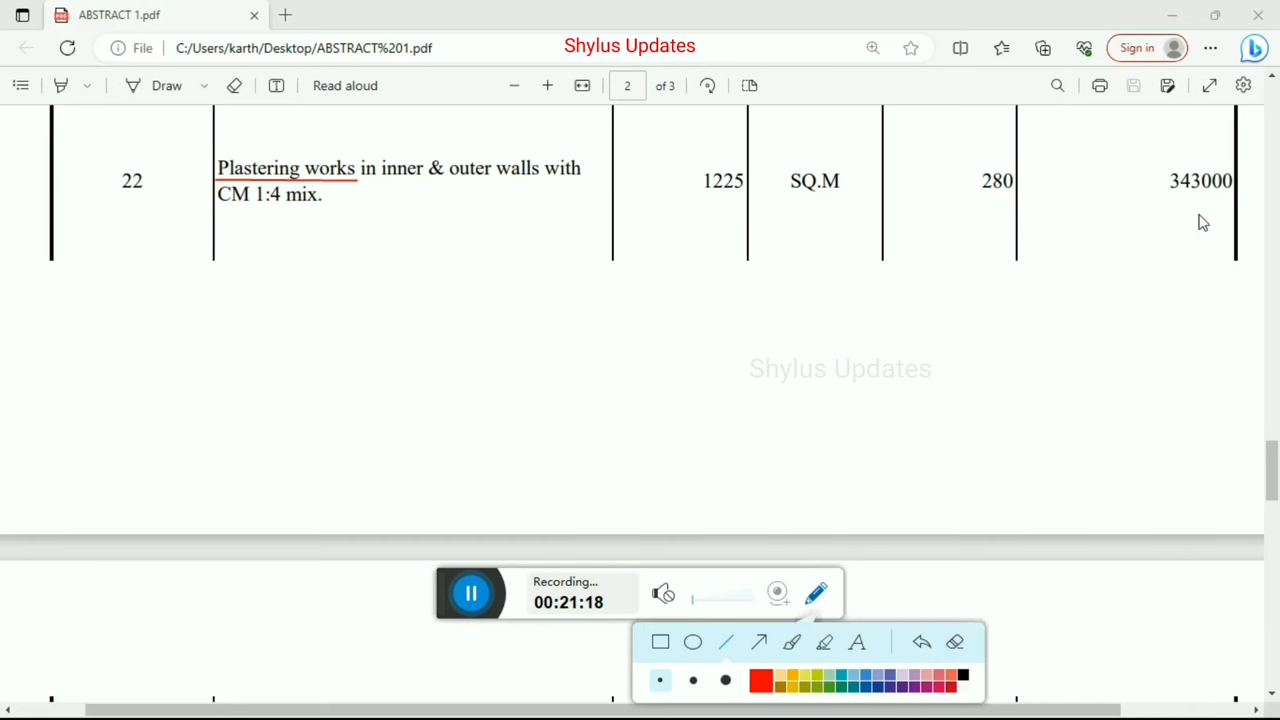 ABSTRACT 1.pdf
File
C:/Users/karth/Desktop/ABSTRACT%201.pdf
Shylus Updates
Sign in
Draw
Read aloud
2
of 3
22
Plastering works in inner & outer walls with
CM 1:4 mix.
1225
SQ.M
280
343000
Shylus Updates
Recording...
00:21:18